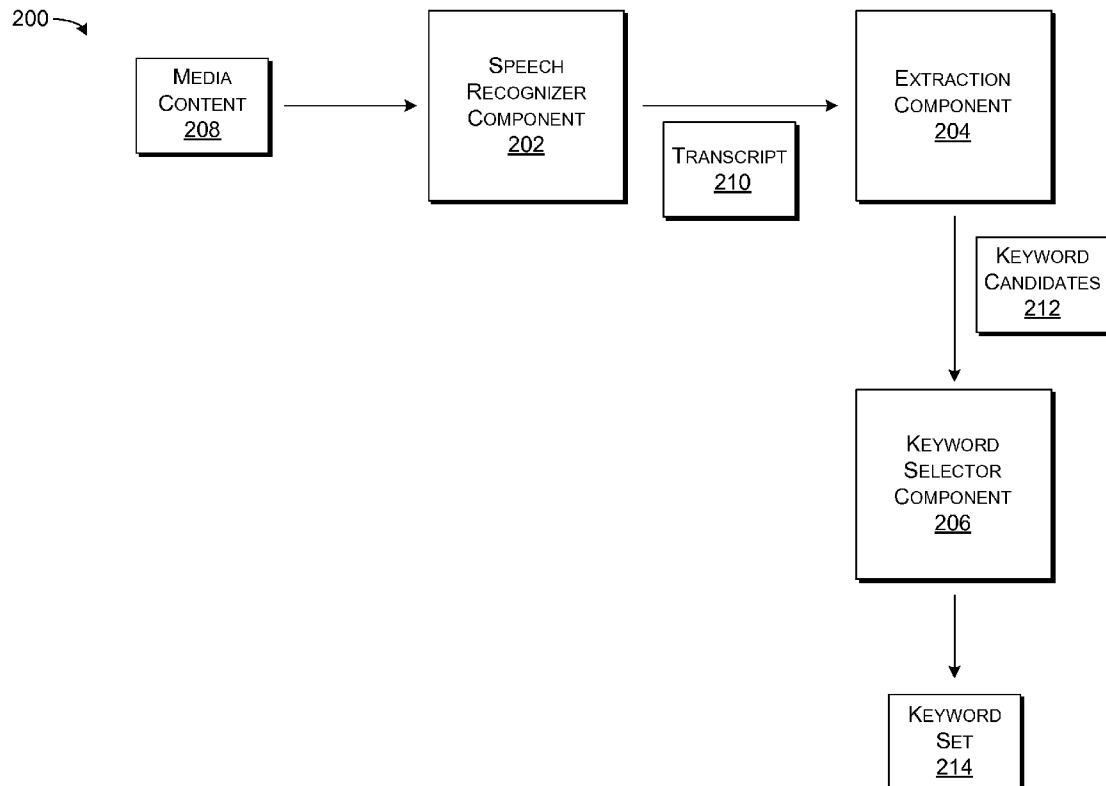 200
MEDIA
CONTENT
208
SPEECH
RECOGNIZER
COMPONENT
202
TRANSCRIPT
210
EXTRACTION
COMPONENT
204
KEYWORD
CANDIDATES
212
KEYWORD
SELECTOR
COMPONENT
206
KEYWORD
SET
214